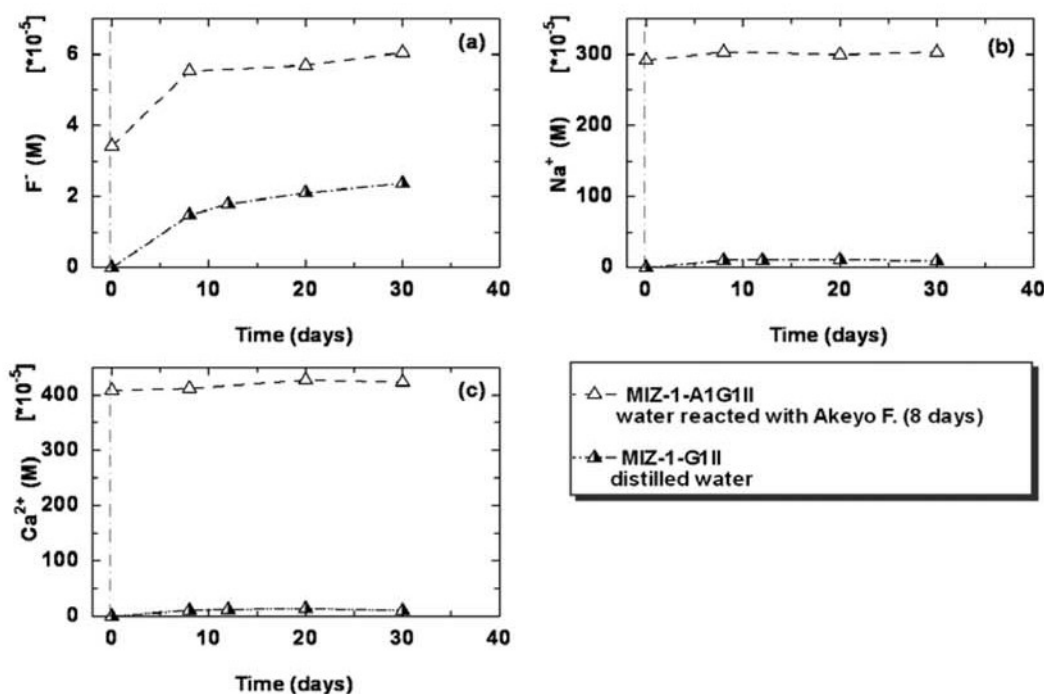 (a)
F⁻ (M) [*10⁻⁵]
6
4
2
0
0 10 20 30 40
Time (days)
(b)
Na⁺ (M) [*10⁻⁵]
300
200
100
0
0 10 20 30 40
Time (days)
(c)
Ca²⁺ (M) [*10⁻⁵]
400
300
200
100
0
0 10 20 30 40
Time (days)
MIZ-1-A1G1II
water reacted with Akeyo F. (8 days)
MIZ-1-G1II
distilled water